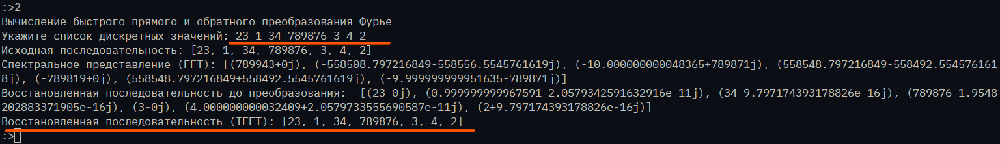 :>2
Вычисление быстрого прямого и обратного преобразования Фурье
Укажите список дискретных значений: 23 1 34 789876 3 4 2
Исходная последовательность: [23, 1, 34, 789876, 3, 4, 2]
Спектральное представление (FFT): [(789943+0j), (-558508.797216849-558556.5545761619j), (-10.000000000048365+789871j), (558548.797216849-558492.554576161
8j), (-789819+0j), (558548.797216849+558492.5545761619j), (-9.999999999951635-789871j)]
Восстановленная последовательность до преобразования:  [(23-0j), (0.999999999967591-2.0579342591632916e-11j), (34-9.797174393178826e-16j), (789876-1.9548
202883371905e-16j), (3-0j), (4.000000000032409+2.0579733555690587e-11j), (2+9.797174393178826e-16j)]
Восстановленная последовательность (IFFT): [23, 1, 34, 789876, 3, 4, 2]
:>